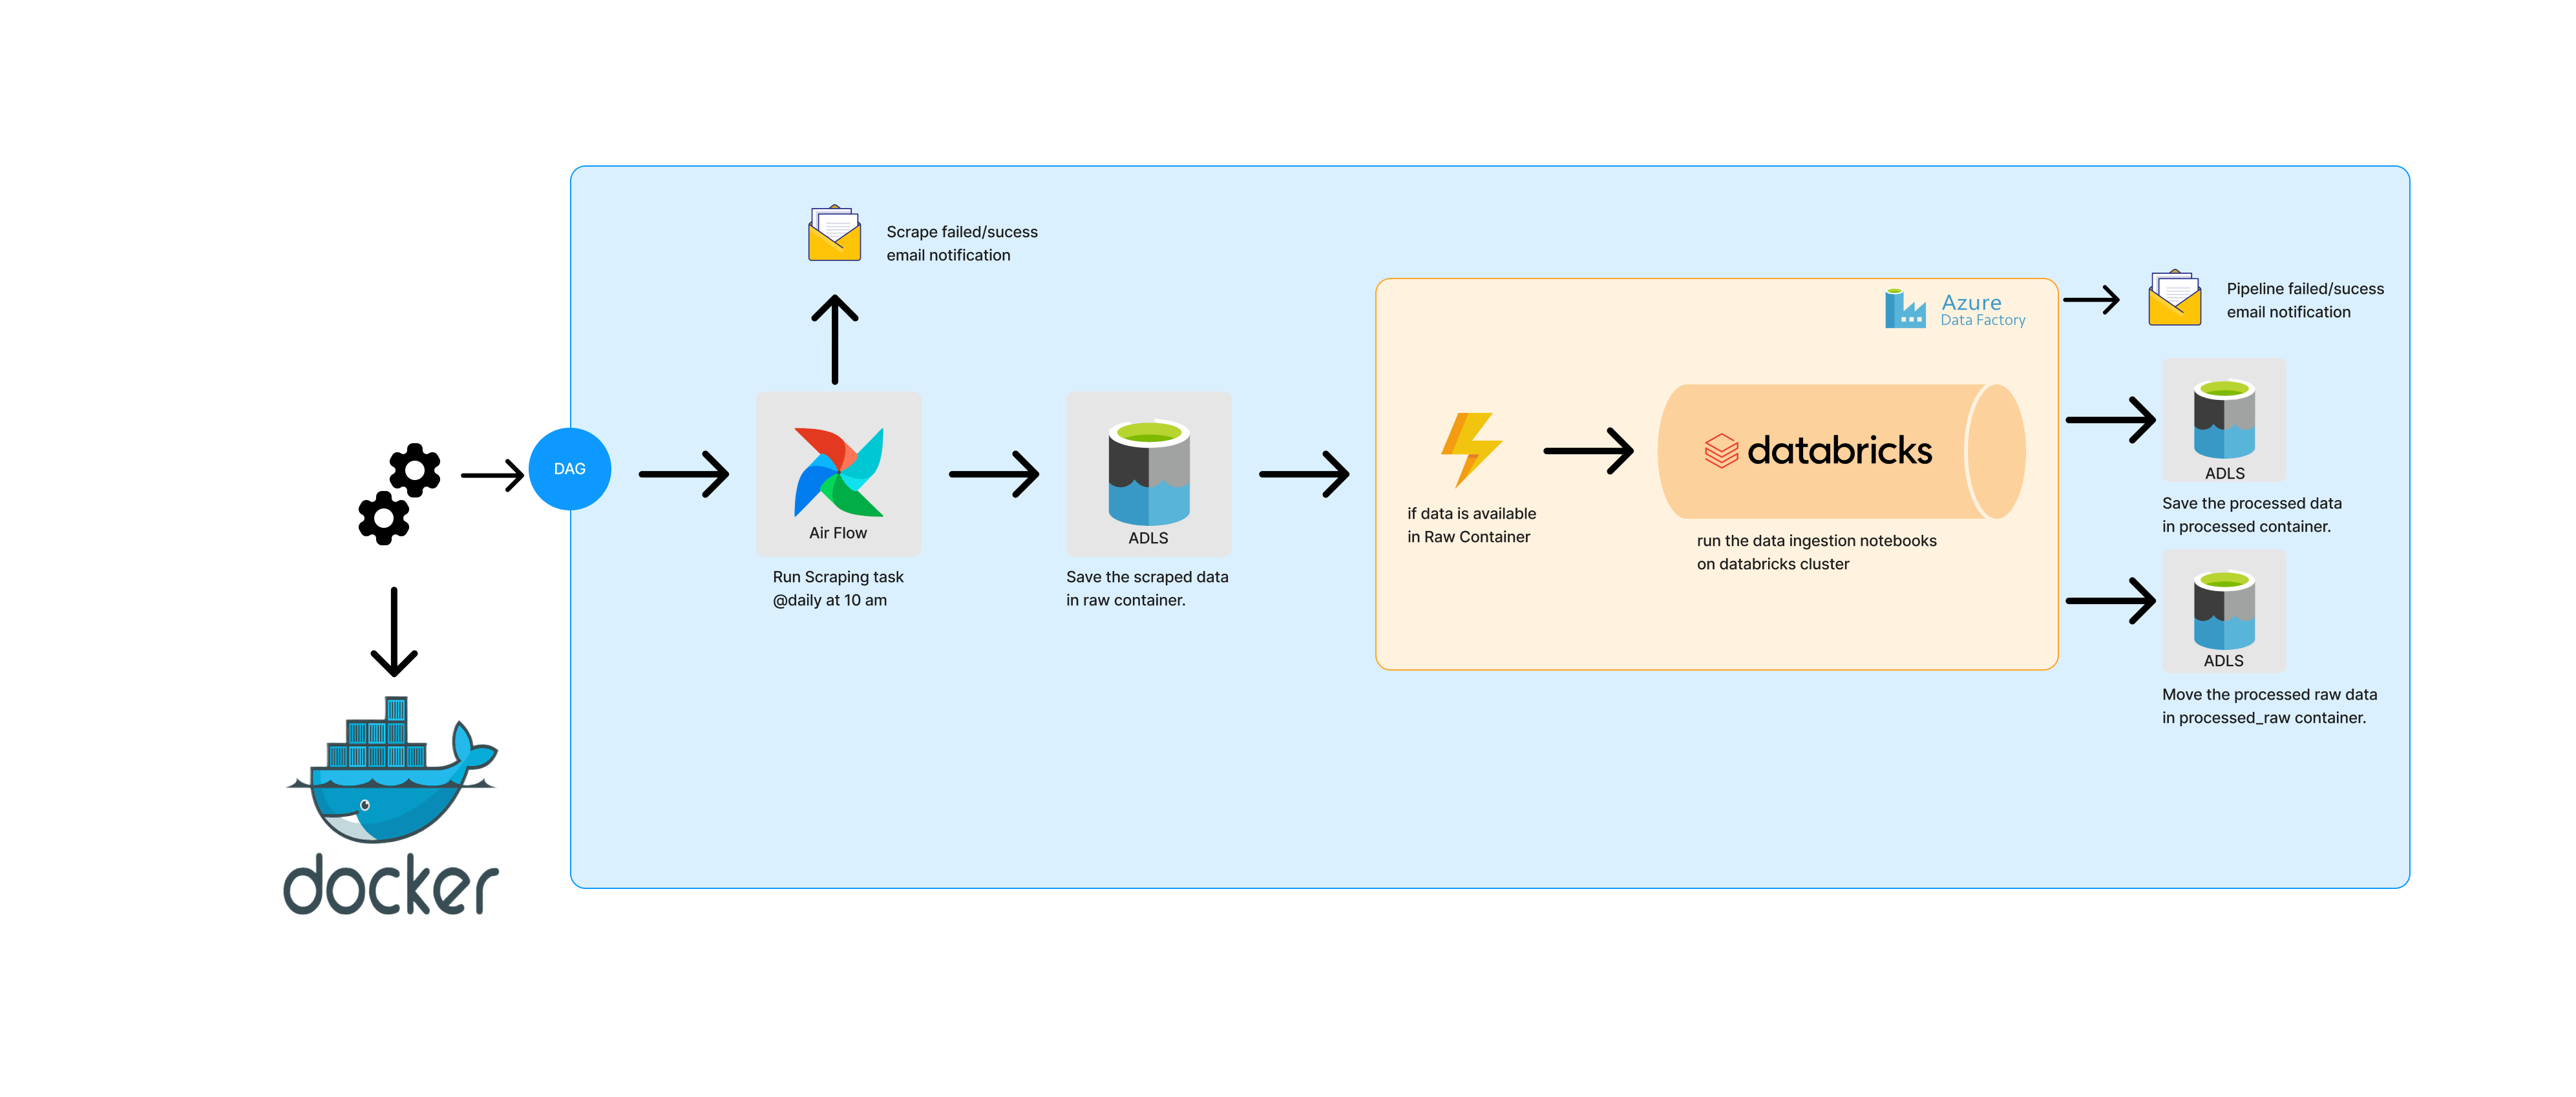 Scrape failed/sucess
email notification
Azure
Data Factory
Pipeline failed/sucess
email notification
DAG
Air Flow
Run Scraping task
@daily at 10 am
ADLS
Save the scraped data
in raw container.
if data is available
in Raw Container
databricks
run the data ingestion notebooks
on databricks cluster
ADLS
Save the processed data
in processed container.
ADLS
Move the processed raw data
in processed_raw container.
docker